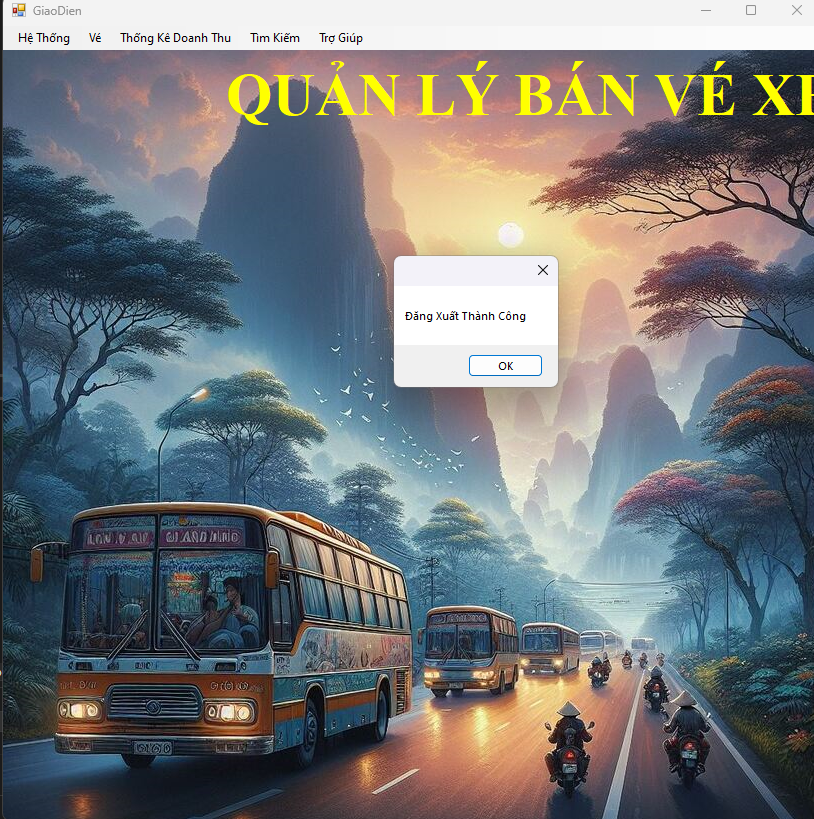 GiaoDien
Hệ Thống Vé Thống Kê Doanh Thu Tìm Kiếm Trợ Giúp
QUẢN LÝ BÁN VÉ XE
Đăng Xuất Thành Công
OK